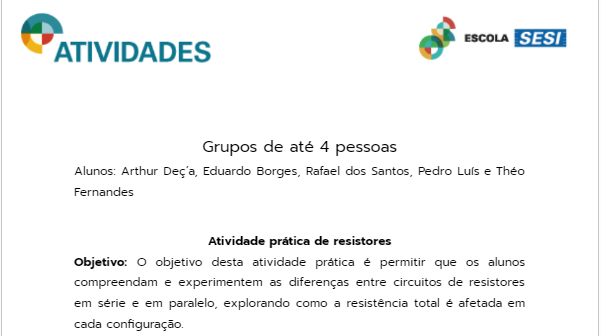 ATIVIDADES
ESCOLA SESI
Grupos de até 4 pessoas
Alunos: Arthur Deç´a, Eduardo Borges, Rafael dos Santos, Pedro Luís e Théo
Fernandes
Atividade prática de resistores
Objetivo: O objetivo desta atividade prática é permitir que os alunos
compreendam e experimentem as diferenças entre circuitos de resistores
em série e em paralelo, explorando como a resistência total é afetada em
cada configuração.